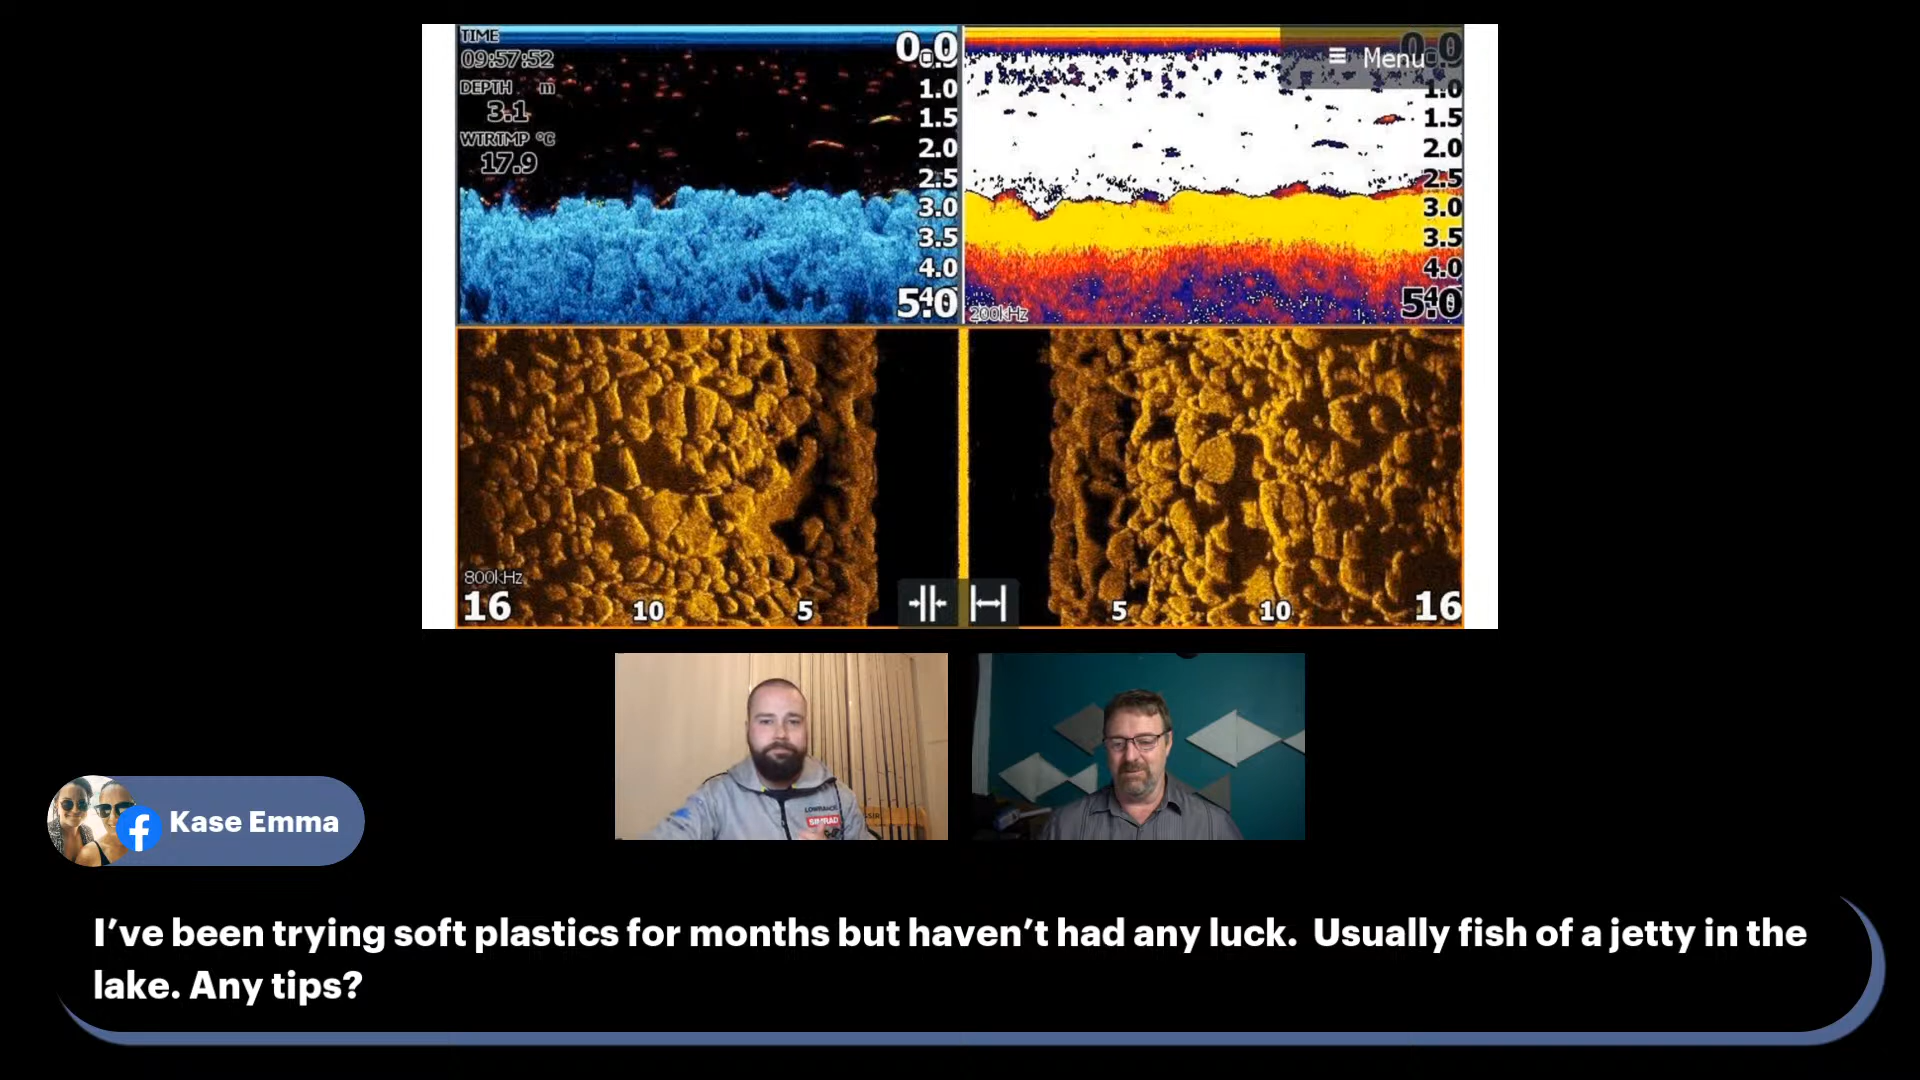 TIME
09:57:52
DEPTH m
3.1
WTRTMP °C
17.9
0.0
1.0
1.5
2.0
2.5
3.0
3.5
4.0
5.0
Menu
0.0
1.0
1.5
2.0
2.5
3.0
3.5
4.0
5.0
200kHz
800kHz
16
10
5
5
10
16
LOWRANCE
SIMRAD
Kase Emma
I’ve been trying soft plastics for months but haven’t had any luck. Usually fish of a jetty in the
lake. Any tips?